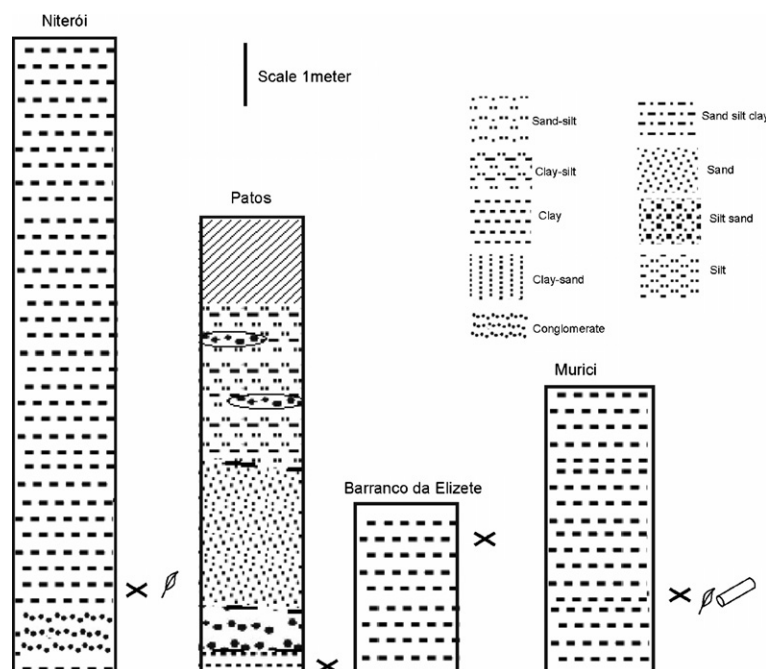 Niterói
Scale 1meter
Patos
Sand-silt
Clay-silt
Clay
Clay-sand
Conglomerate
Sand silt clay
Sand
Silt sand
Silt
Barranco da Elizete
Murici